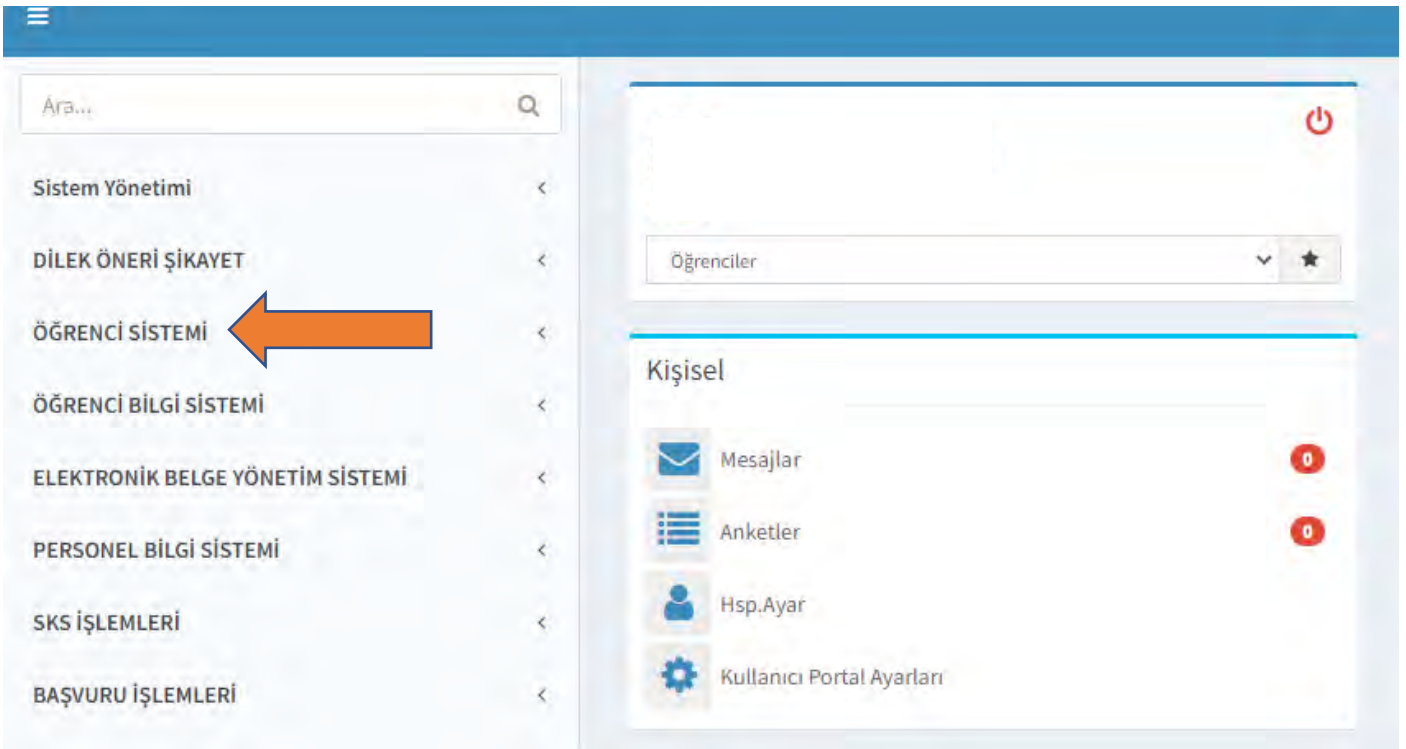 Ara...
Sistem Yönetimi
DİLEK ÖNERİ ŞİKAYET
ÖĞRENCİ SİSTEMİ
ÖĞRENCİ BİLGİ SİSTEMİ
ELEKTRONİK BELGE YÖNETİM SİSTEMİ
PERSONEL BİLGİ SİSTEMİ
SKS İŞLEMLERİ
BAŞVURU İŞLEMLERİ
Öğrenciler
Kişisel
Mesajlar 0
Anketler 0
Hsp.Ayar
Kullanıcı Portal Ayarları